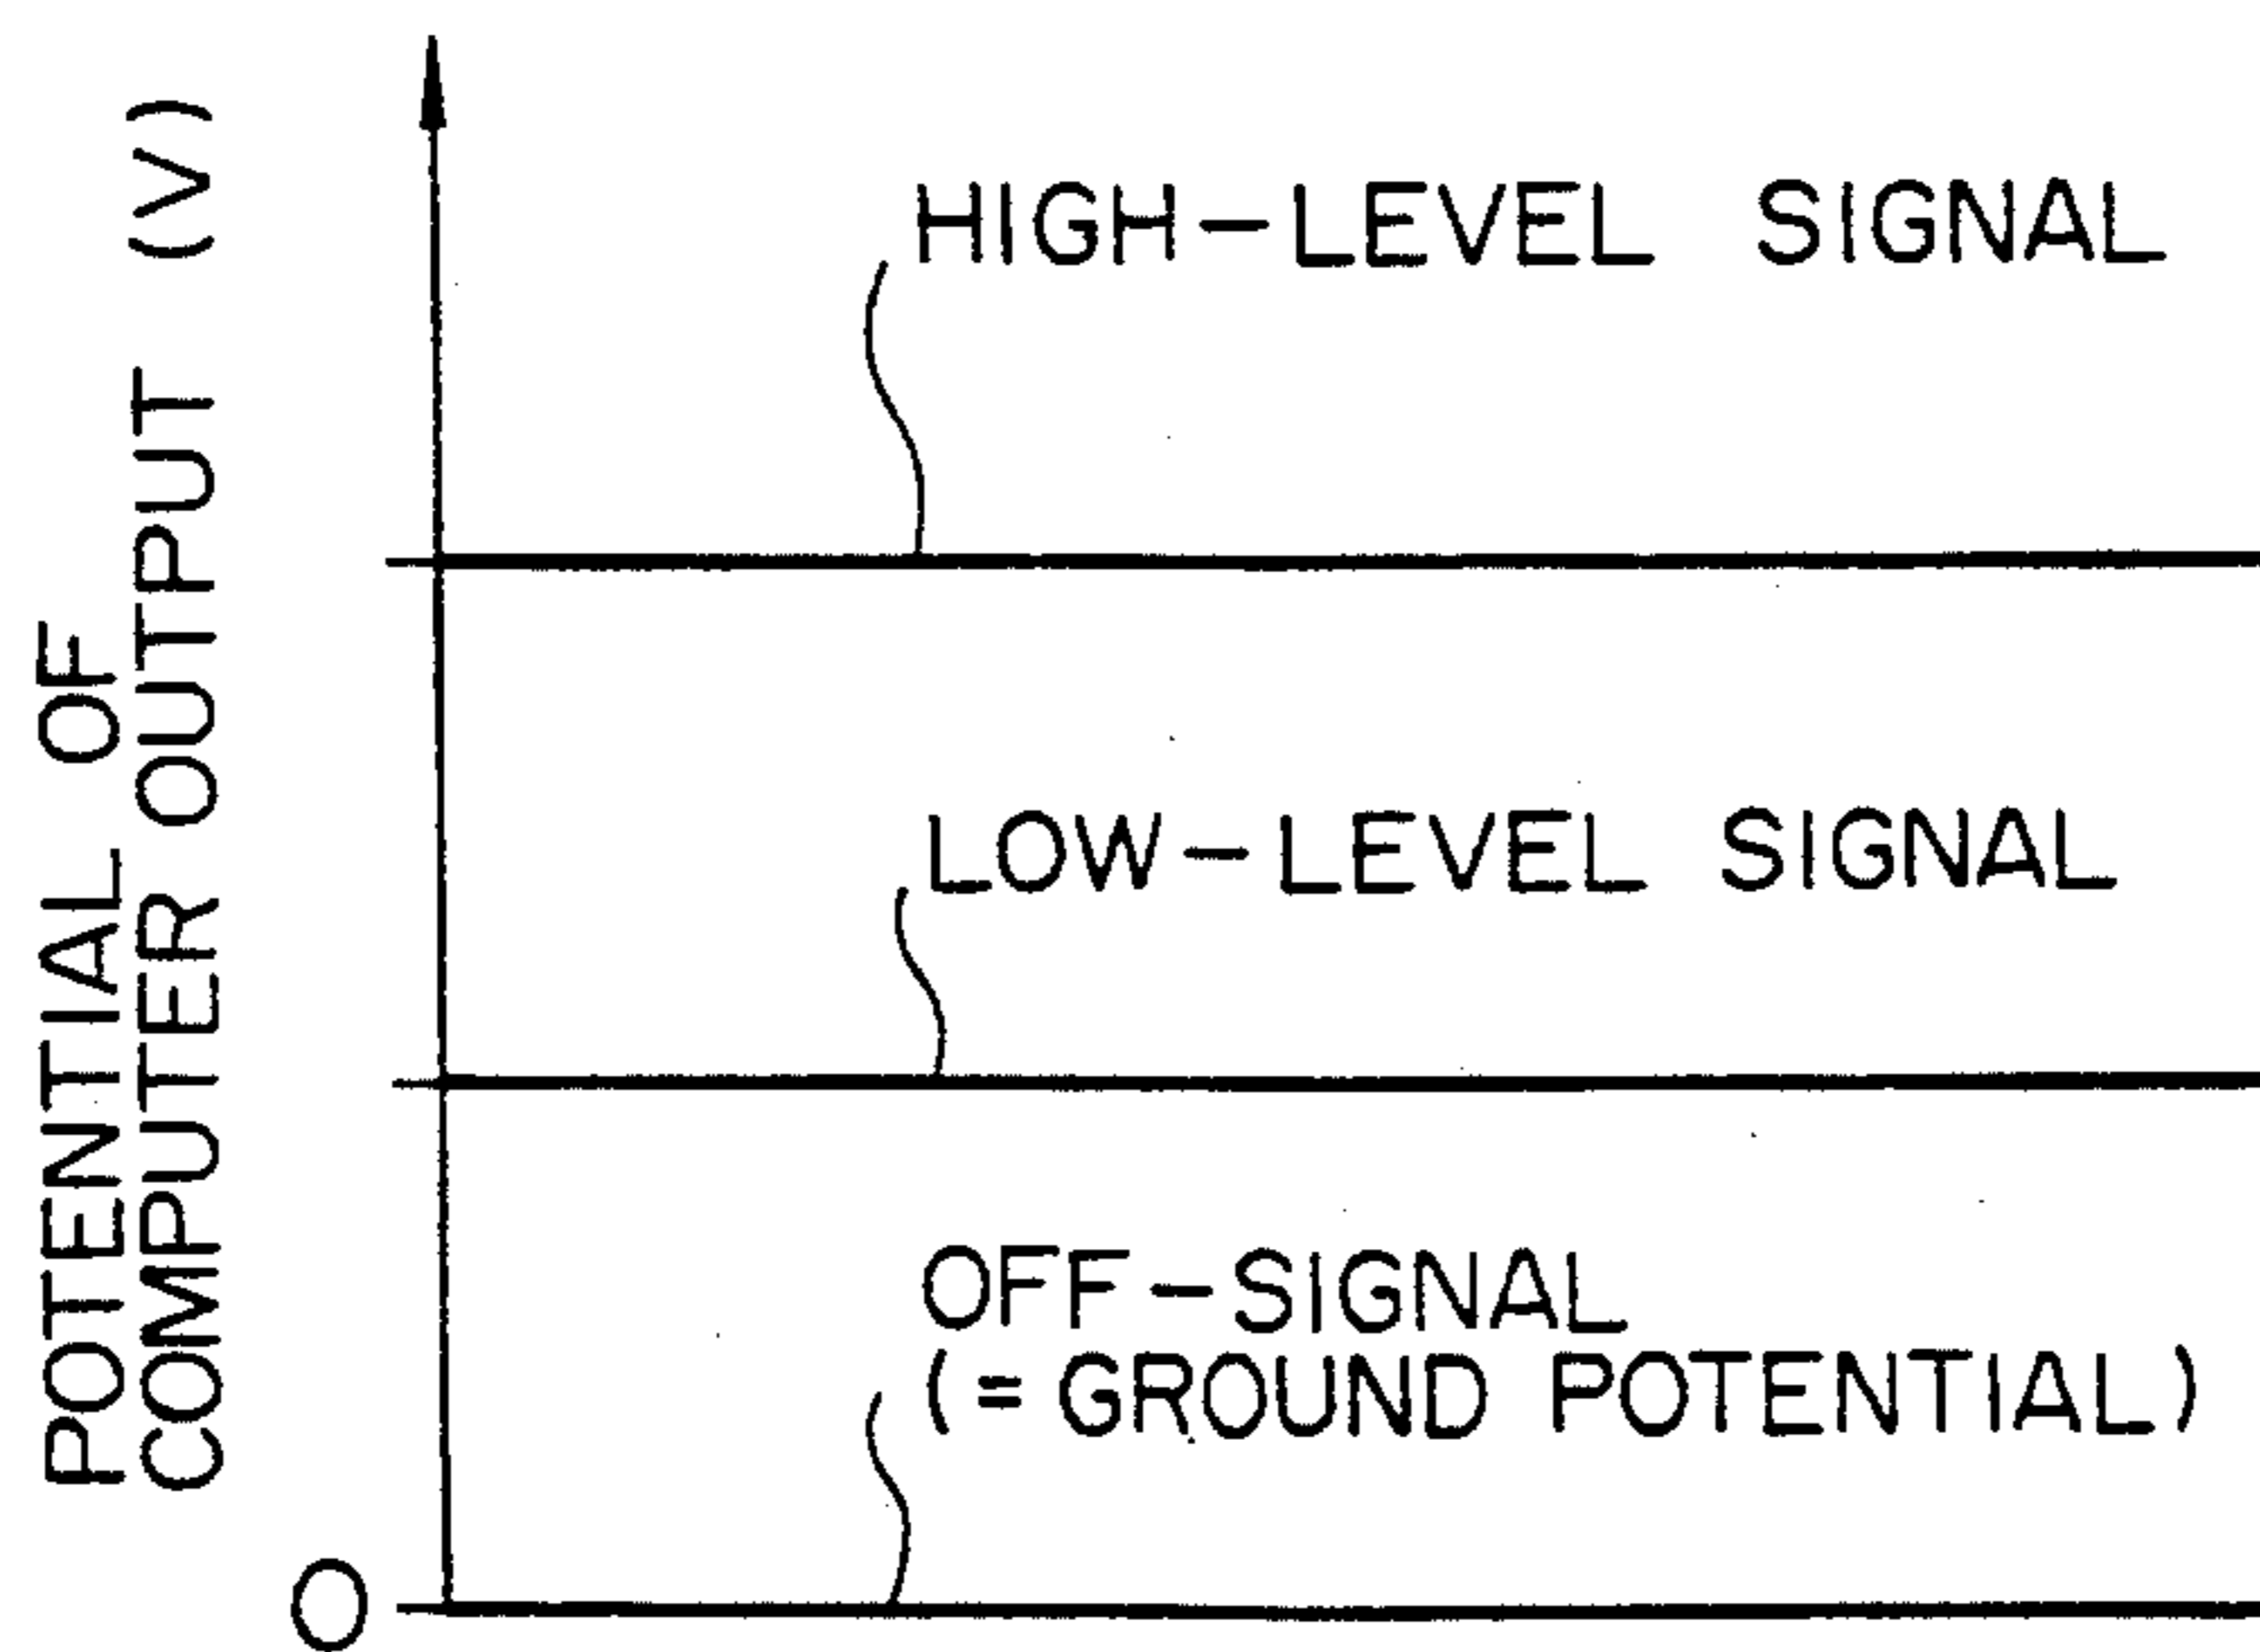 POTENTIAL OF
COMPUTER OUTPUT (V)
HIGH-LEVEL SIGNAL
LOW-LEVEL SIGNAL
OFF-SIGNAL
(= GROUND POTENTIAL)
0